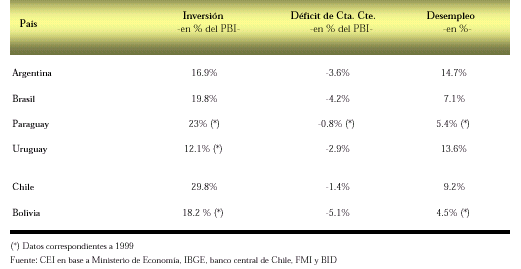 País Inversión -en % del PBI- Déficit de Cta. Cte. -en % del PBI- Desempleo -en %-
Argentina 16.9% -3.6% 14.7%
Brasil 19.8% -4.2% 7.1%
Paraguay 23% (*) -0.8% (*) 5.4% (*)
Uruguay 12.1% (*) -2.9% 13.6%
Chile 29.8% -1.4% 9.2%
Bolivia 18.2 % (*) -5.1% 4.5% (*)
(*) Datos correspondientes a 1999
Fuente: CEI en base a Ministerio de Economía, IBGE, banco central de Chile, FMI y BID